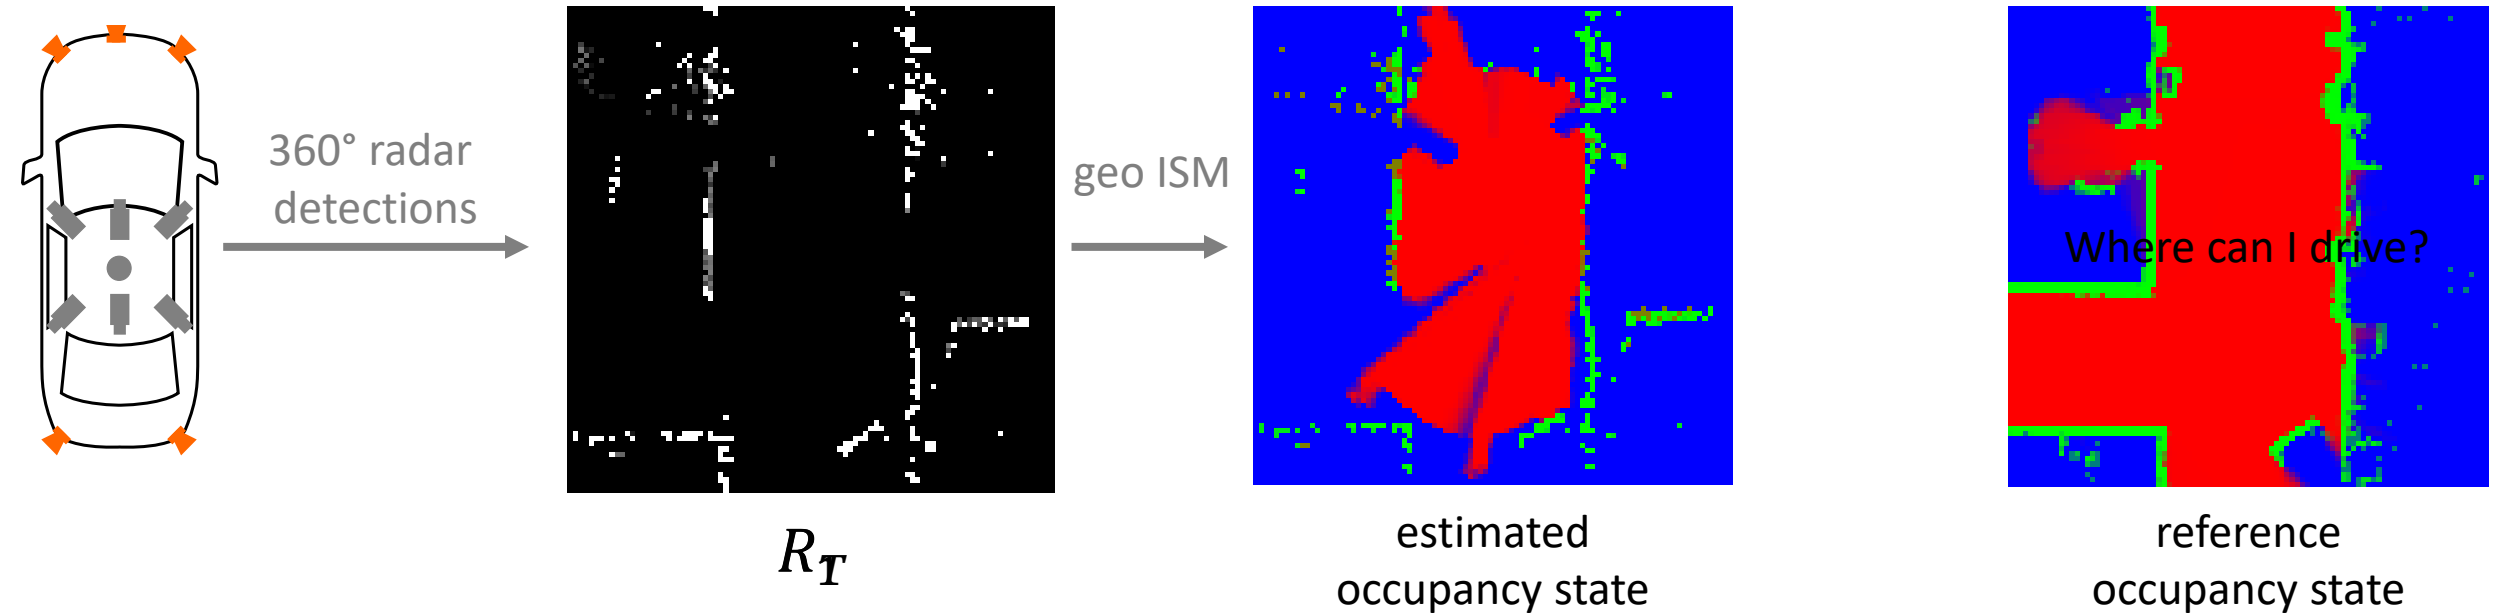 360° radar
detections
geo ISM
Where can I drive?
R_T
estimated
occupancy state
reference
occupancy state